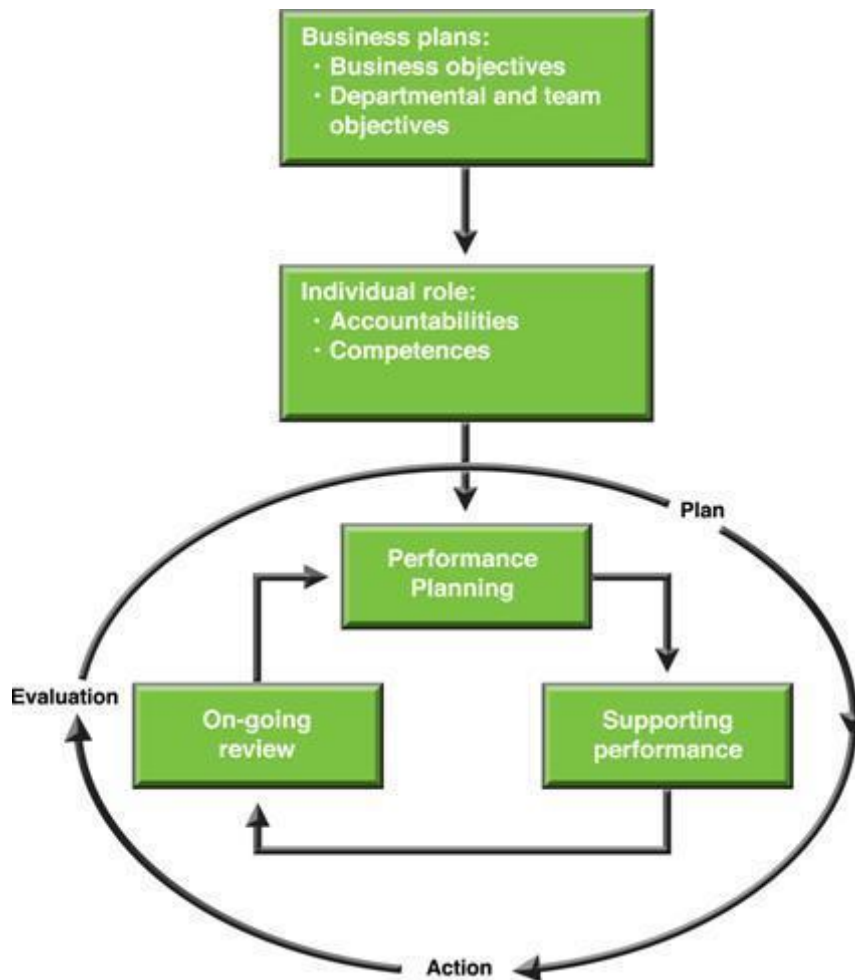 Business plans:
· Business objectives
· Departmental and team
objectives
Individual role:
· Accountabilities
· Competences
Plan
Performance
Planning
Evaluation
On-going
review
Supporting
performance
Action